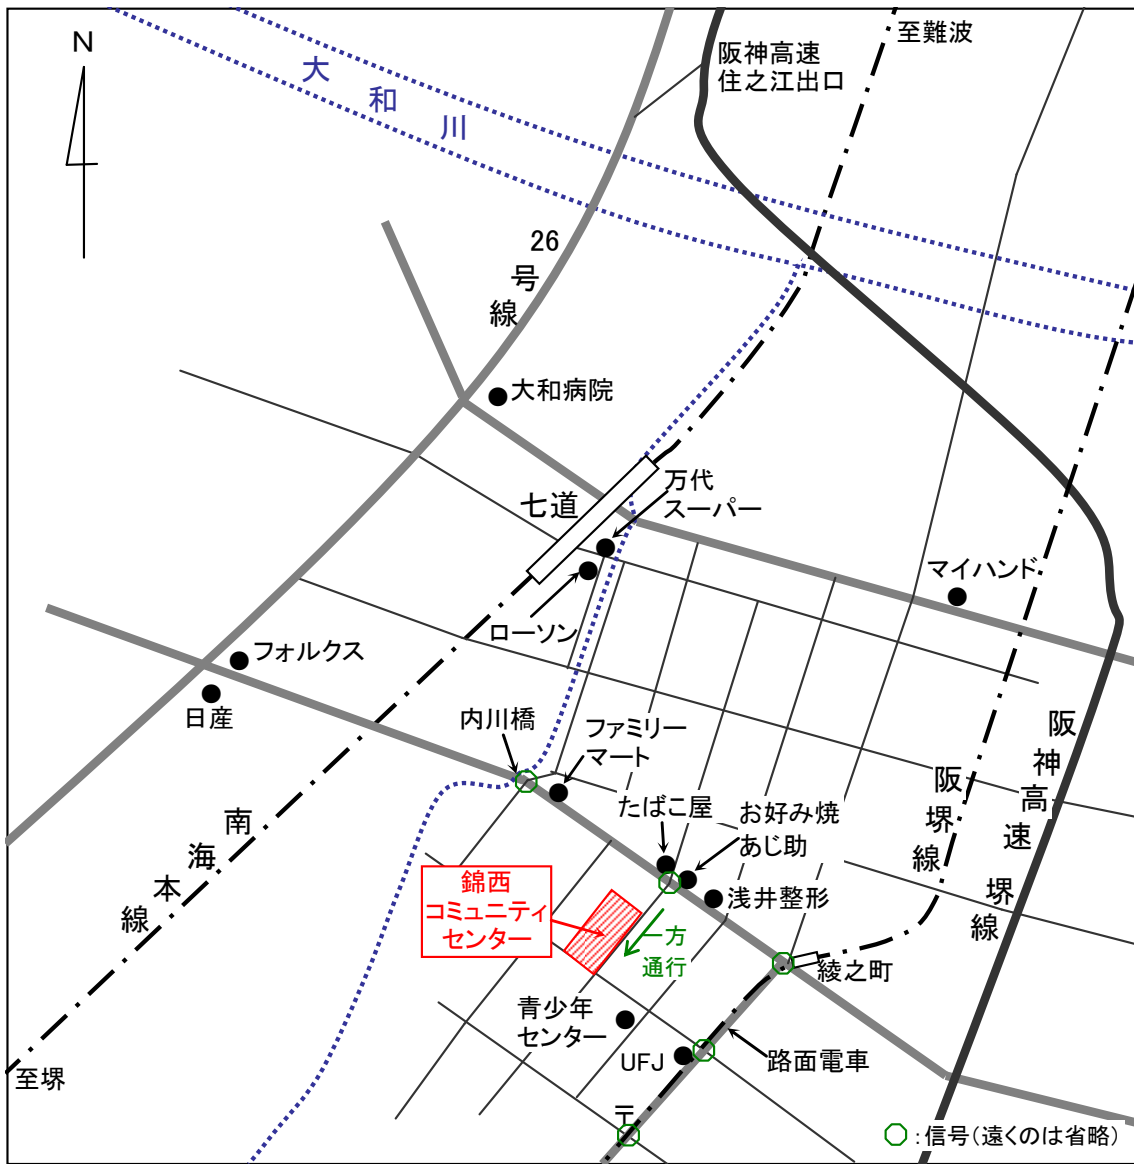 N
大和川
阪神高速
住之江出口
至難波
26号線
大和病院
七道
万代
スーパー
ローソン
マイハンド
フォルクス
日産
内川橋
ファミリー
マート
たばこ屋
お好み焼
あじ助
浅井整形
阪堺線
阪神高速 堺線
南海本線
錦西
コミュニティ
センター
一方
通行
綾之町
青少年
センター
UFJ
路面電車
〒
至堺
:信号(遠くのは省略)